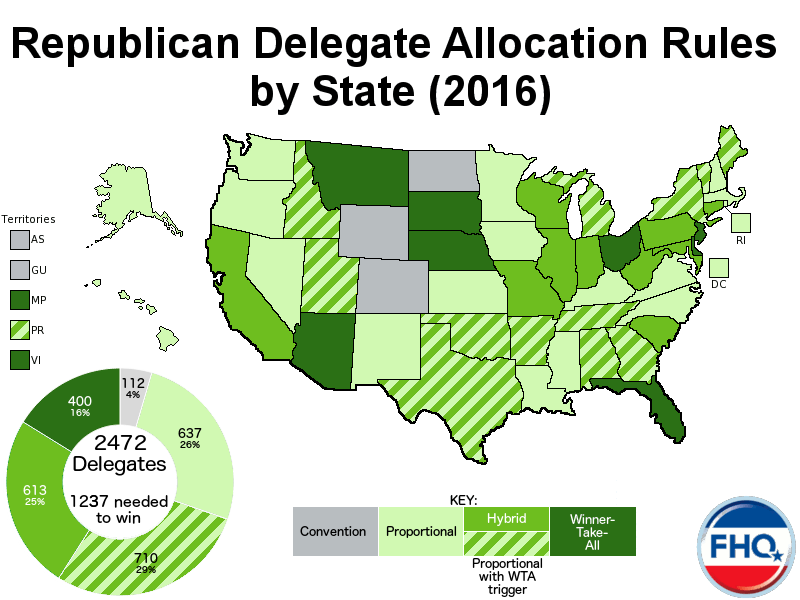 Republican Delegate Allocation Rules
by State (2016)
Territories
AS
GU
MP
PR
VI
RI
DC
112
4%
400
16%
637
26%
2472
Delegates
1237 needed
to win
613
25%
710
29%
KEY:
Convention
Proportional
Hybrid
Winner-
Take-
All
Proportional
with WTA
trigger
FHQ